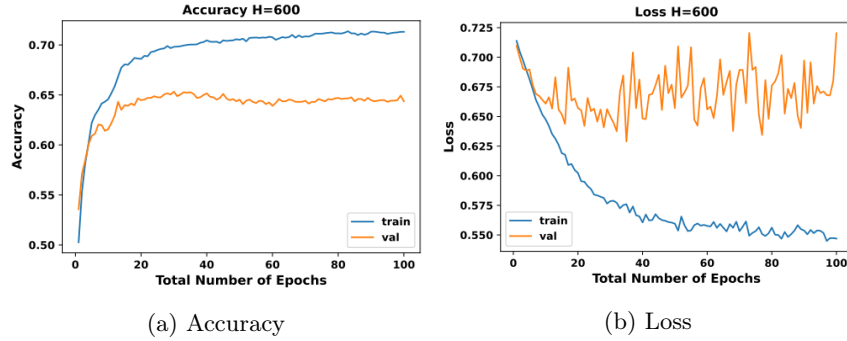 Accuracy H=600
0.70
0.65
0.60
0.55
0.50
Accuracy
train
val
0 20 40 60 80 100
Total Number of Epochs
(a) Accuracy
Loss H=600
0.725
0.700
0.675
0.650
0.625
0.600
0.575
0.550
Loss
train
val
0 20 40 60 80 100
Total Number of Epochs
(b) Loss